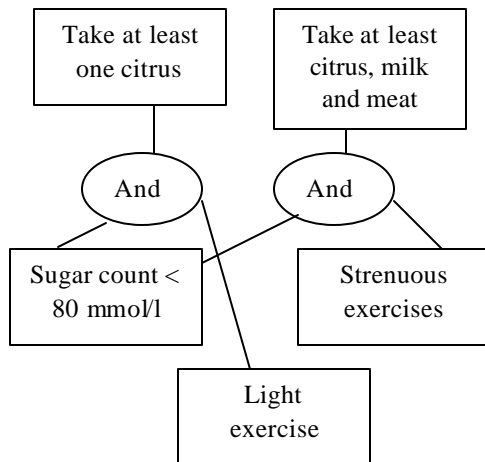 Take at least
one citrus
Take at least
citrus, milk
and meat
And
And
Sugar count <
80 mmol/l
Strenuous
exercises
Light
exercise